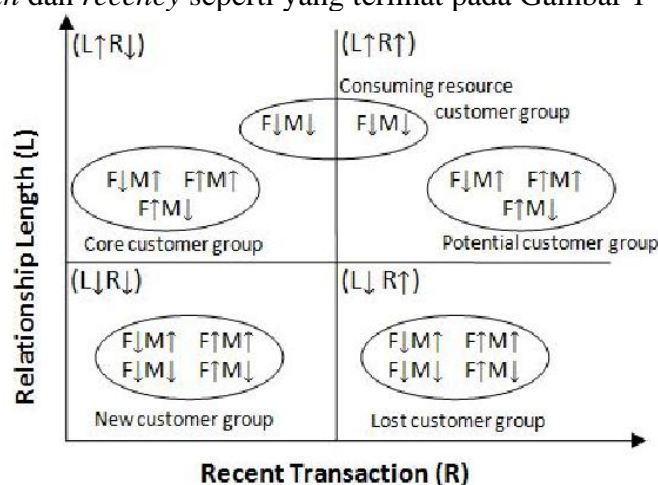 dan recency seperti yang terlihat pada Gambar 1
(L↑R↓)
(L↑R↑)
Consuming resource
customer group
F↓M↓
F↓M↓
F↓M↑ F↑M↑
F↑M↓
Core customer group
F↓M↑ F↑M↑
F↑M↓
Potential customer group
(L↓R↓)
(L↓ R↑)
F↓M↑ F↑M↑
F↓M↓ F↑M↓
New customer group
F↓M↑ F↑M↑
F↓M↓ F↑M↓
Lost customer group
Relationship Length (L)
Recent Transaction (R)